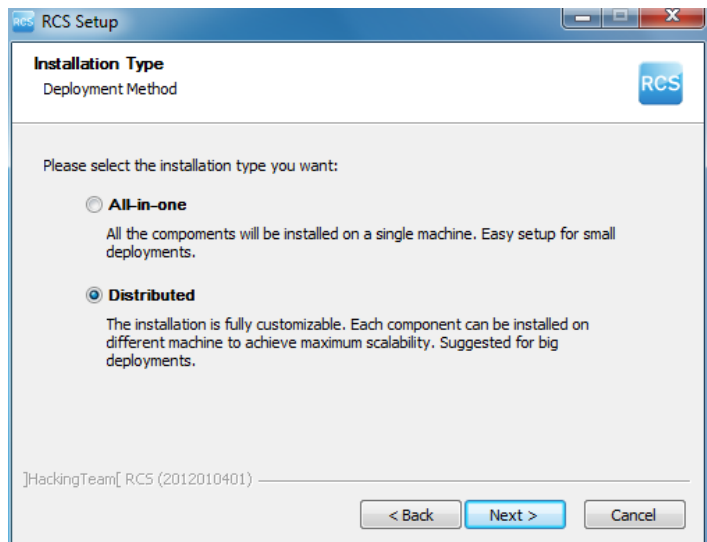 RCS RCS Setup
Installation Type
Deployment Method
RCS
Please select the installation type you want:
All-in-one
All the compoments will be installed on a single machine. Easy setup for small
deployments.
Distributed
The installation is fully customizable. Each component can be installed on
different machine to achieve maximum scalability. Suggested for big
deployments.
]HackingTeam[ RCS (2012010401)
< Back Next > Cancel